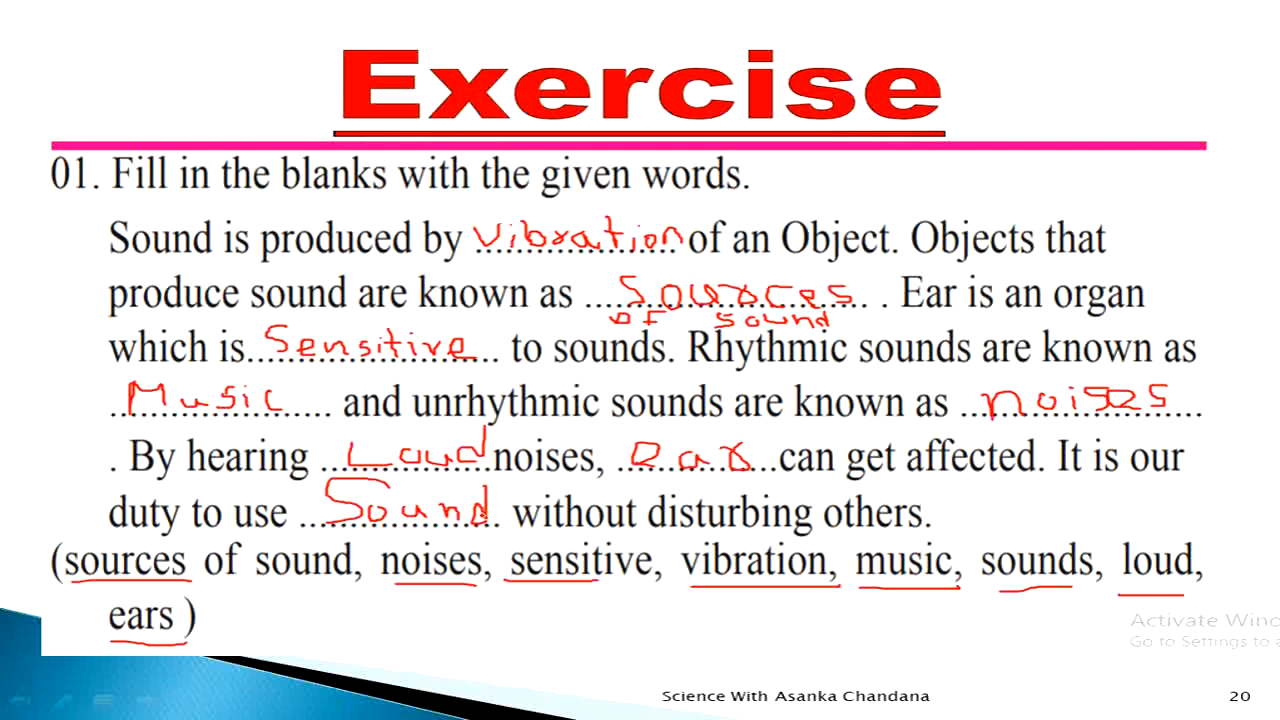 Exercise
01. Fill in the blanks with the given words.
Sound is produced by vibration of an Object. Objects that
produce sound are known as sources . Ear is an organ
of sound
which is sensitive to sounds. Rhythmic sounds are known as
Music and unrhythmic sounds are known as noises
. By hearing Loud noises, ear can get affected. It is our
duty to use Sound without disturbing others.
(sources of sound, noises, sensitive, vibration, music, sounds, loud,
ears )
Activate Wind
Go to Settings to a
Science With Asanka Chandana 20